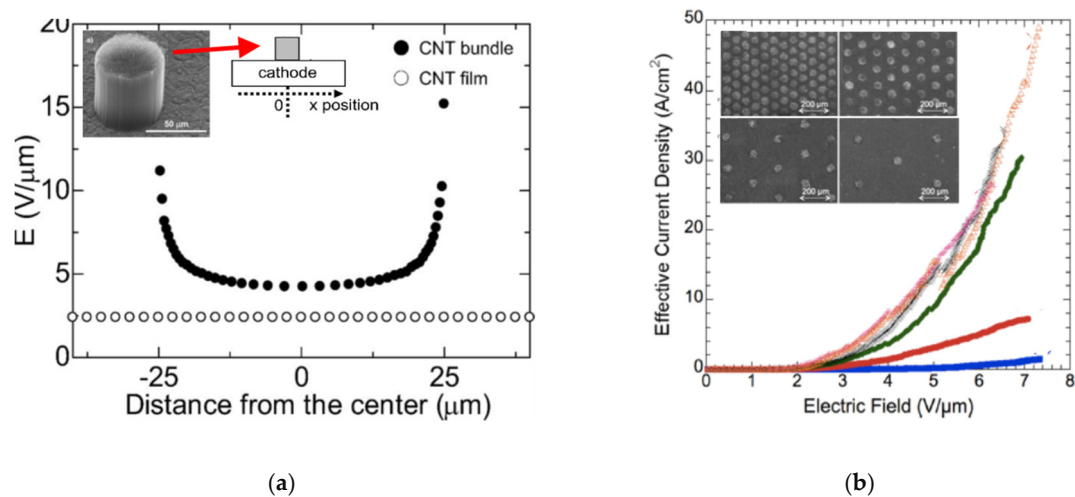 20
15
10
5
0
E (V/μm)
a)
50 μm
cathode
0
x position
CNT bundle
CNT film
-25
0
25
Distance from the center (μm)
(a)
50
40
30
20
10
0
Effective Current Density (A/cm²)
200 μm
200 μm
200 μm
200 μm
0 1 2 3 4 5 6 7 8
Electric Field (V/μm)
(b)